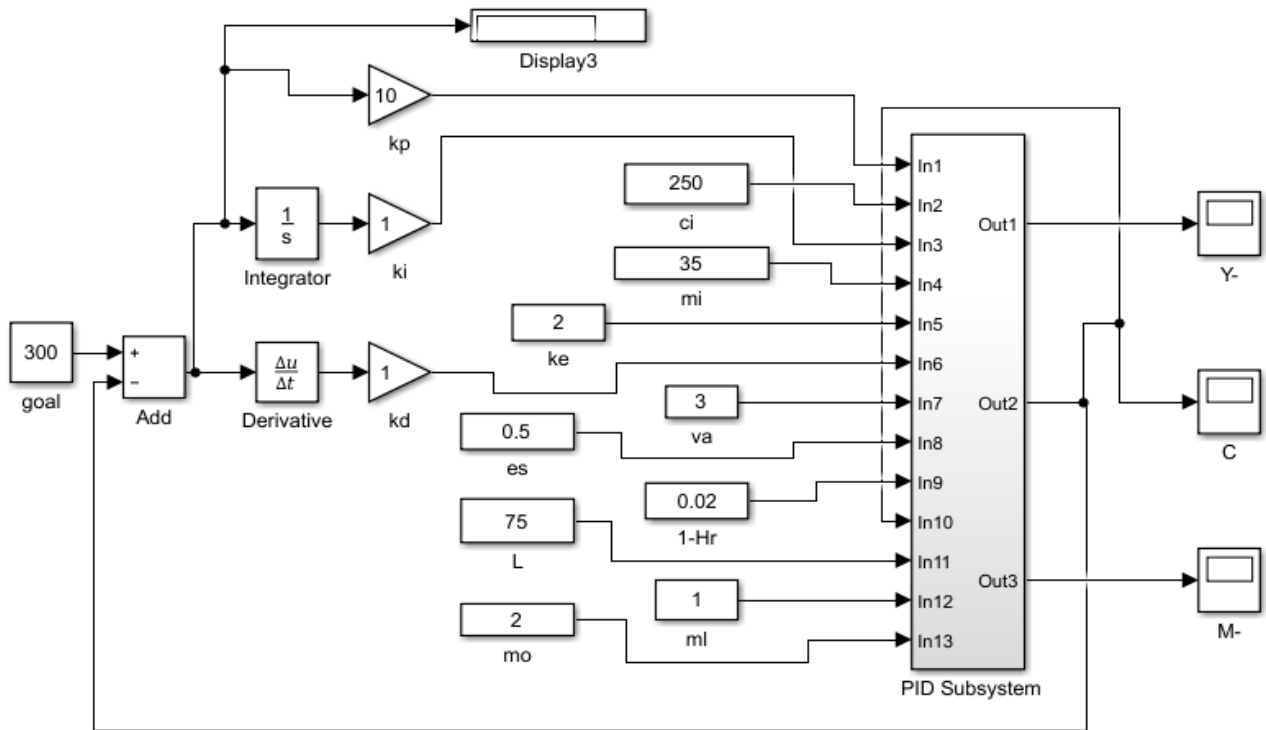 Display3
10
kp
In1
250
In2
ci
1
s
1
In3
Out1
Integrator
ki
35
In4
Y-
mi
300
+
−
2
In5
ke
Δu
Δt
1
In6
goal
Add
Derivative
kd
3
In7
Out2
va
0.5
In8
es
C
0.02
In9
1-Hr
75
In10
L
In11
Out3
1
In12
ml
2
In13
mo
M-
PID Subsystem